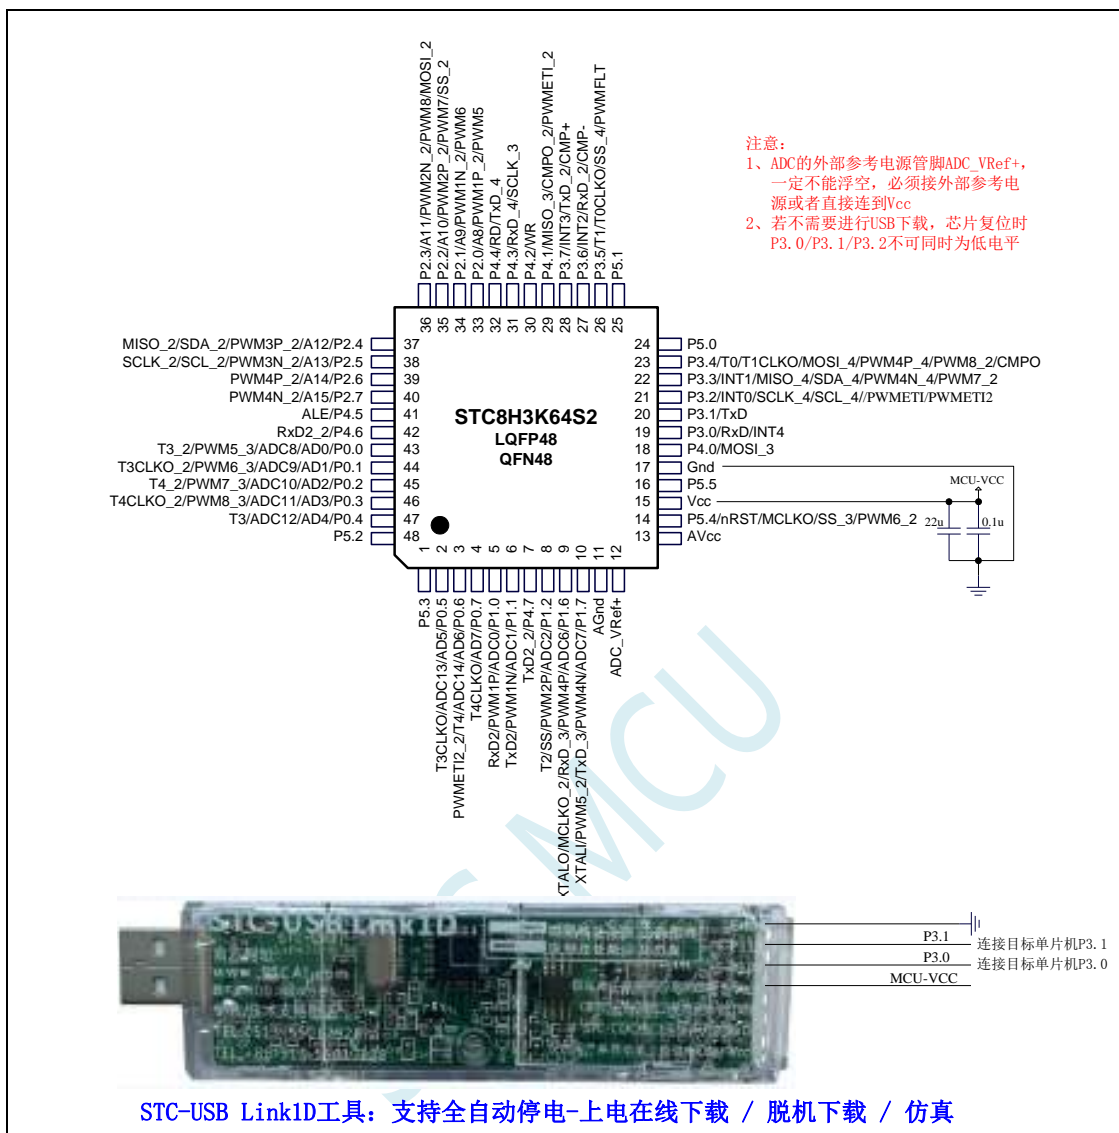 P2.3/A11/PWM2N_2/PWM8/MOSI_2
P2.2/A10/PWM2P_2/PWM7/SS_2
P2.1/A9/PWM1N_2/PWM6
P2.0/A8/PWM1P_2/PWM5
P4.4/RD/TxD_4
P4.3/RxD_4/SCLK_3
P4.2/WR
P4.1/MISO_3/CMPO_2/PWMETI_2
P3.7/INT3/TxD_2/CMP+
P3.6/INT2/RxD_2/CMP-
P3.5/T1/T0CLKO/SS_4/PWMFLT
P5.1
36 35 34 33 32 31 30 29 28 27 26 25
注意:
1、ADC的外部参考电源管脚ADC_VRef+,
一定不能浮空, 必须接外部参考电
源或者直接连到Vcc
2、若不需要进行USB下载, 芯片复位时
P3.0/P3.1/P3.2不可同时为低电平
MISO_2/SDA_2/PWM3P_2/A12/P2.4 37
SCLK_2/SCL_2/PWM3N_2/A13/P2.5 38
PWM4P_2/A14/P2.6 39
PWM4N_2/A15/P2.7 40
ALE/P4.5 41
RxD2_2/P4.6 42
T3_2/PWM5_3/ADC8/AD0/P0.0 43
T3CLKO_2/PWM6_3/ADC9/AD1/P0.1 44
T4_2/PWM7_3/ADC10/AD2/P0.2 45
T4CLKO_2/PWM8_3/ADC11/AD3/P0.3 46
T3/ADC12/AD4/P0.4 47
P5.2 48
STC8H3K64S2
LQFP48
QFN48
24 P5.0
23 P3.4/T0/T1CLKO/MOSI_4/PWM4P_4/PWM8_2/CMPO
22 P3.3/INT1/MISO_4/SDA_4/PWM4N_4/PWM7_2
21 P3.2/INT0/SCLK_4/SCL_4//PWMETI/PWMETI2
20 P3.1/TxD
19 P3.0/RxD/INT4
18 P4.0/MOSI_3
17 Gnd
16 P5.5
15 Vcc
14 P5.4/nRST/MCLKO/SS_3/PWM6_2
13 AVcc
MCU-VCC
22u
0.1u
1 2 3 4 5 6 7 8 9 10 11 12
P5.3
T3CLKO/ADC13/AD5/P0.5
PWMETI2_2/T4/ADC14/AD6/P0.6
T4CLKO/AD7/P0.7
RxD2/PWM1P/ADC0/P1.0
TxD2/PWM1N/ADC1/P1.1
TxD2_2/P4.7
T2/SS/PWM2P/ADC2/P1.2
XTALO/MCLKO_2/RxD_3/PWM4P/ADC6/P1.6
XTALI/PWM5_2/TxD_3/PWM4N/ADC7/P1.7
AGnd
ADC_VRef+
MCU
STC-USB Link1D
P3.1 连接目标单片机P3.1
P3.0 连接目标单片机P3.0
MCU-VCC
STC-USB Link1D工具: 支持全自动停电-上电在线下载 / 脱机下载 / 仿真